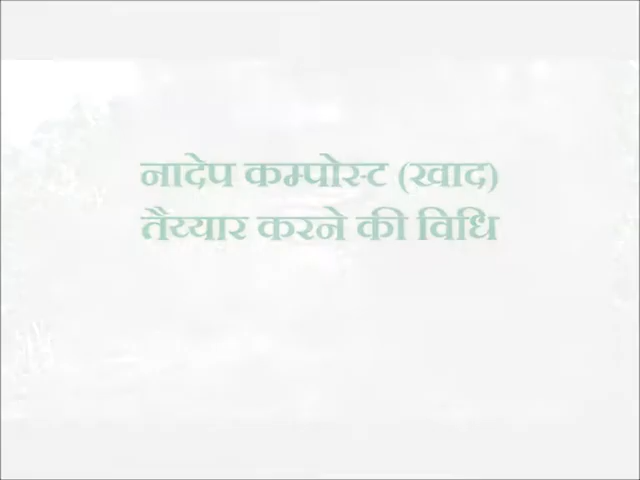 नादेप कम्पोस्ट (खाद)
तैय्यार करने की विधि